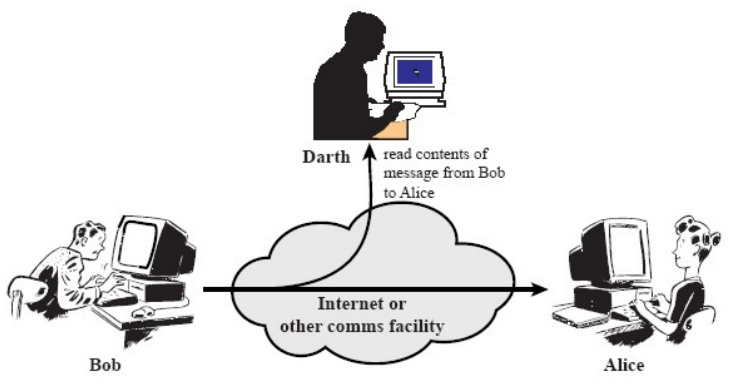 Darth
read contents of
message from Bob
to Alice
Internet or
other comms facility
Bob
Alice